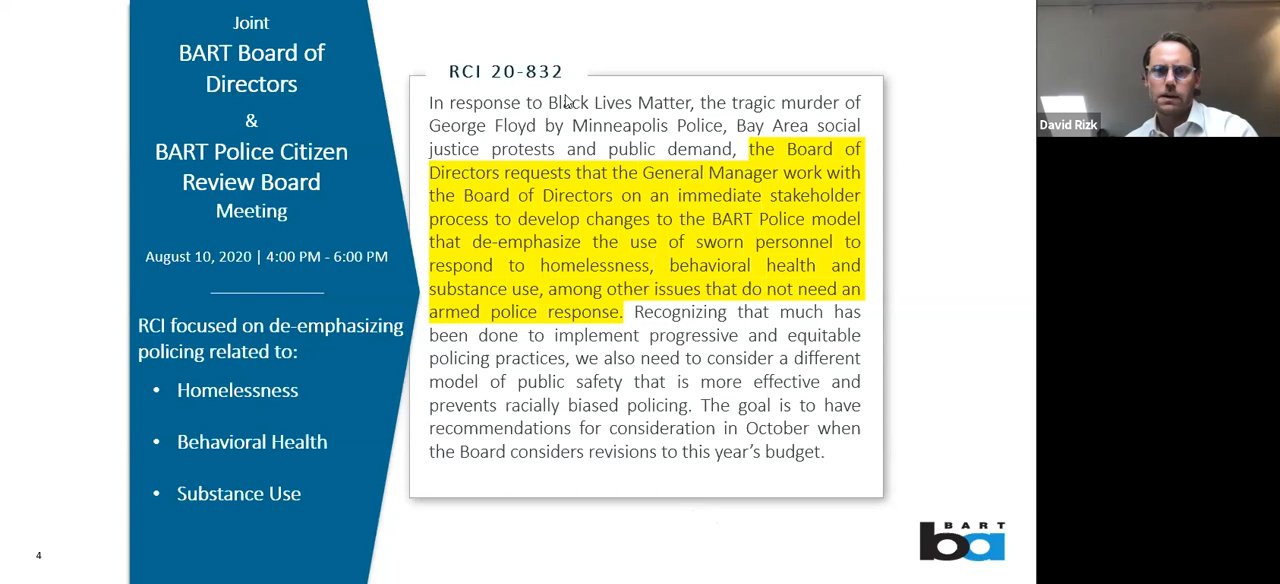 Joint
BART Board of
Directors
&
BART Police Citizen
Review Board
Meeting
August 10, 2020 | 4:00 PM - 6:00 PM
RCI focused on de-emphasizing
policing related to:
• Homelessness
• Behavioral Health
• Substance Use
4
RCI 20-832
In response to Black Lives Matter, the tragic murder of
George Floyd by Minneapolis Police, Bay Area social
justice protests and public demand, the Board of
Directors requests that the General Manager work with
the Board of Directors on an immediate stakeholder
process to develop changes to the BART Police model
that de-emphasize the use of sworn personnel to
respond to homelessness, behavioral health and
substance use, among other issues that do not need an
armed police response. Recognizing that much has
been done to implement progressive and equitable
policing practices, we also need to consider a different
model of public safety that is more effective and
prevents racially biased policing. The goal is to have
recommendations for consideration in October when
the Board considers revisions to this year’s budget.
BART
ba
David Rizk